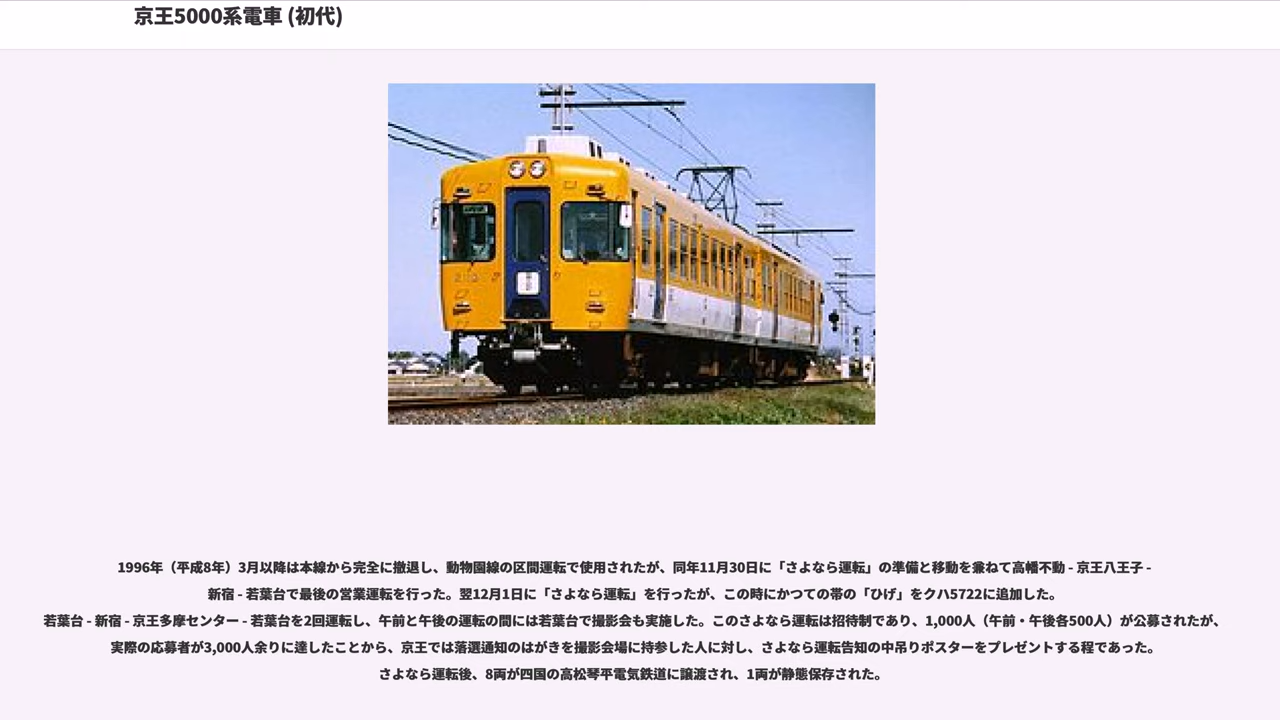 京王5000系電車 (初代)
1996年（平成8年）3月以降は本線から完全に撤退し、動物園線の区間運転で使用されたが、同年11月30日に「さよなら運転」の準備と移動を兼ねて高幡不動 - 京王八王子 -
新宿 - 若葉台で最後の営業運転を行った。翌12月1日に「さよなら運転」を行ったが、この時にかつての帯の「ひげ」をクハ5722に追加した。
若葉台 - 新宿 - 京王多摩センター - 若葉台を2回運転し、午前と午後の運転の間には若葉台で撮影会も実施した。このさよなら運転は招待制であり、1,000人（午前・午後各500人）が公募されたが、
実際の応募者が3,000人余りに達したことから、京王では落選通知のはがきを撮影会場に持参した人に対し、さよなら運転告知の中吊りポスターをプレゼントする程であった。
さよなら運転後、8両が四国の高松琴平電気鉄道に譲渡され、1両が静態保存された。